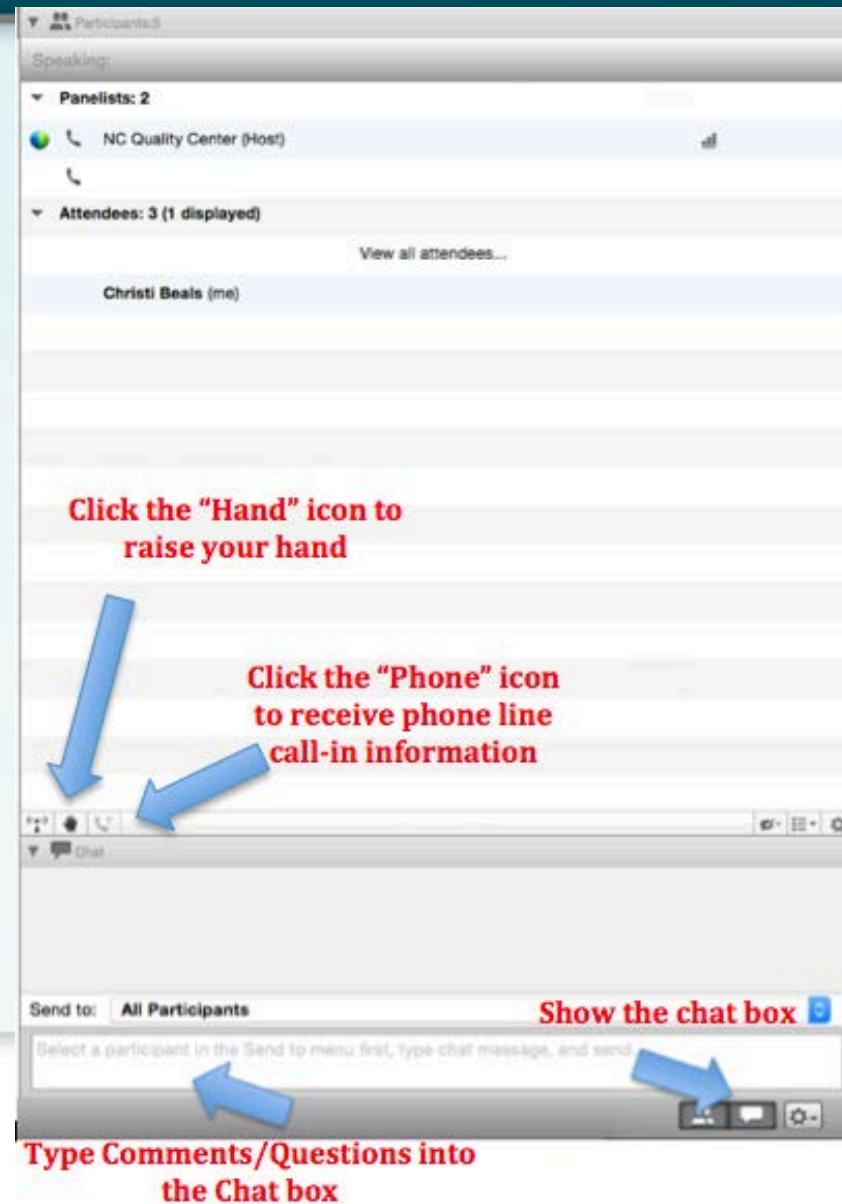 Participants:5
Speaking:
Panelists: 2
NC Quality Center (Host)
Attendees: 3 (1 displayed)
View all attendees...
Christi Beals (me)
Click the “Hand” icon to
raise your hand
Click the “Phone” icon
to receive phone line
call-in information
Chat
Send to: All Participants
Show the chat box
Select a participant in the Send to menu first, type chat message, and send
Type Comments/Questions into
the Chat box